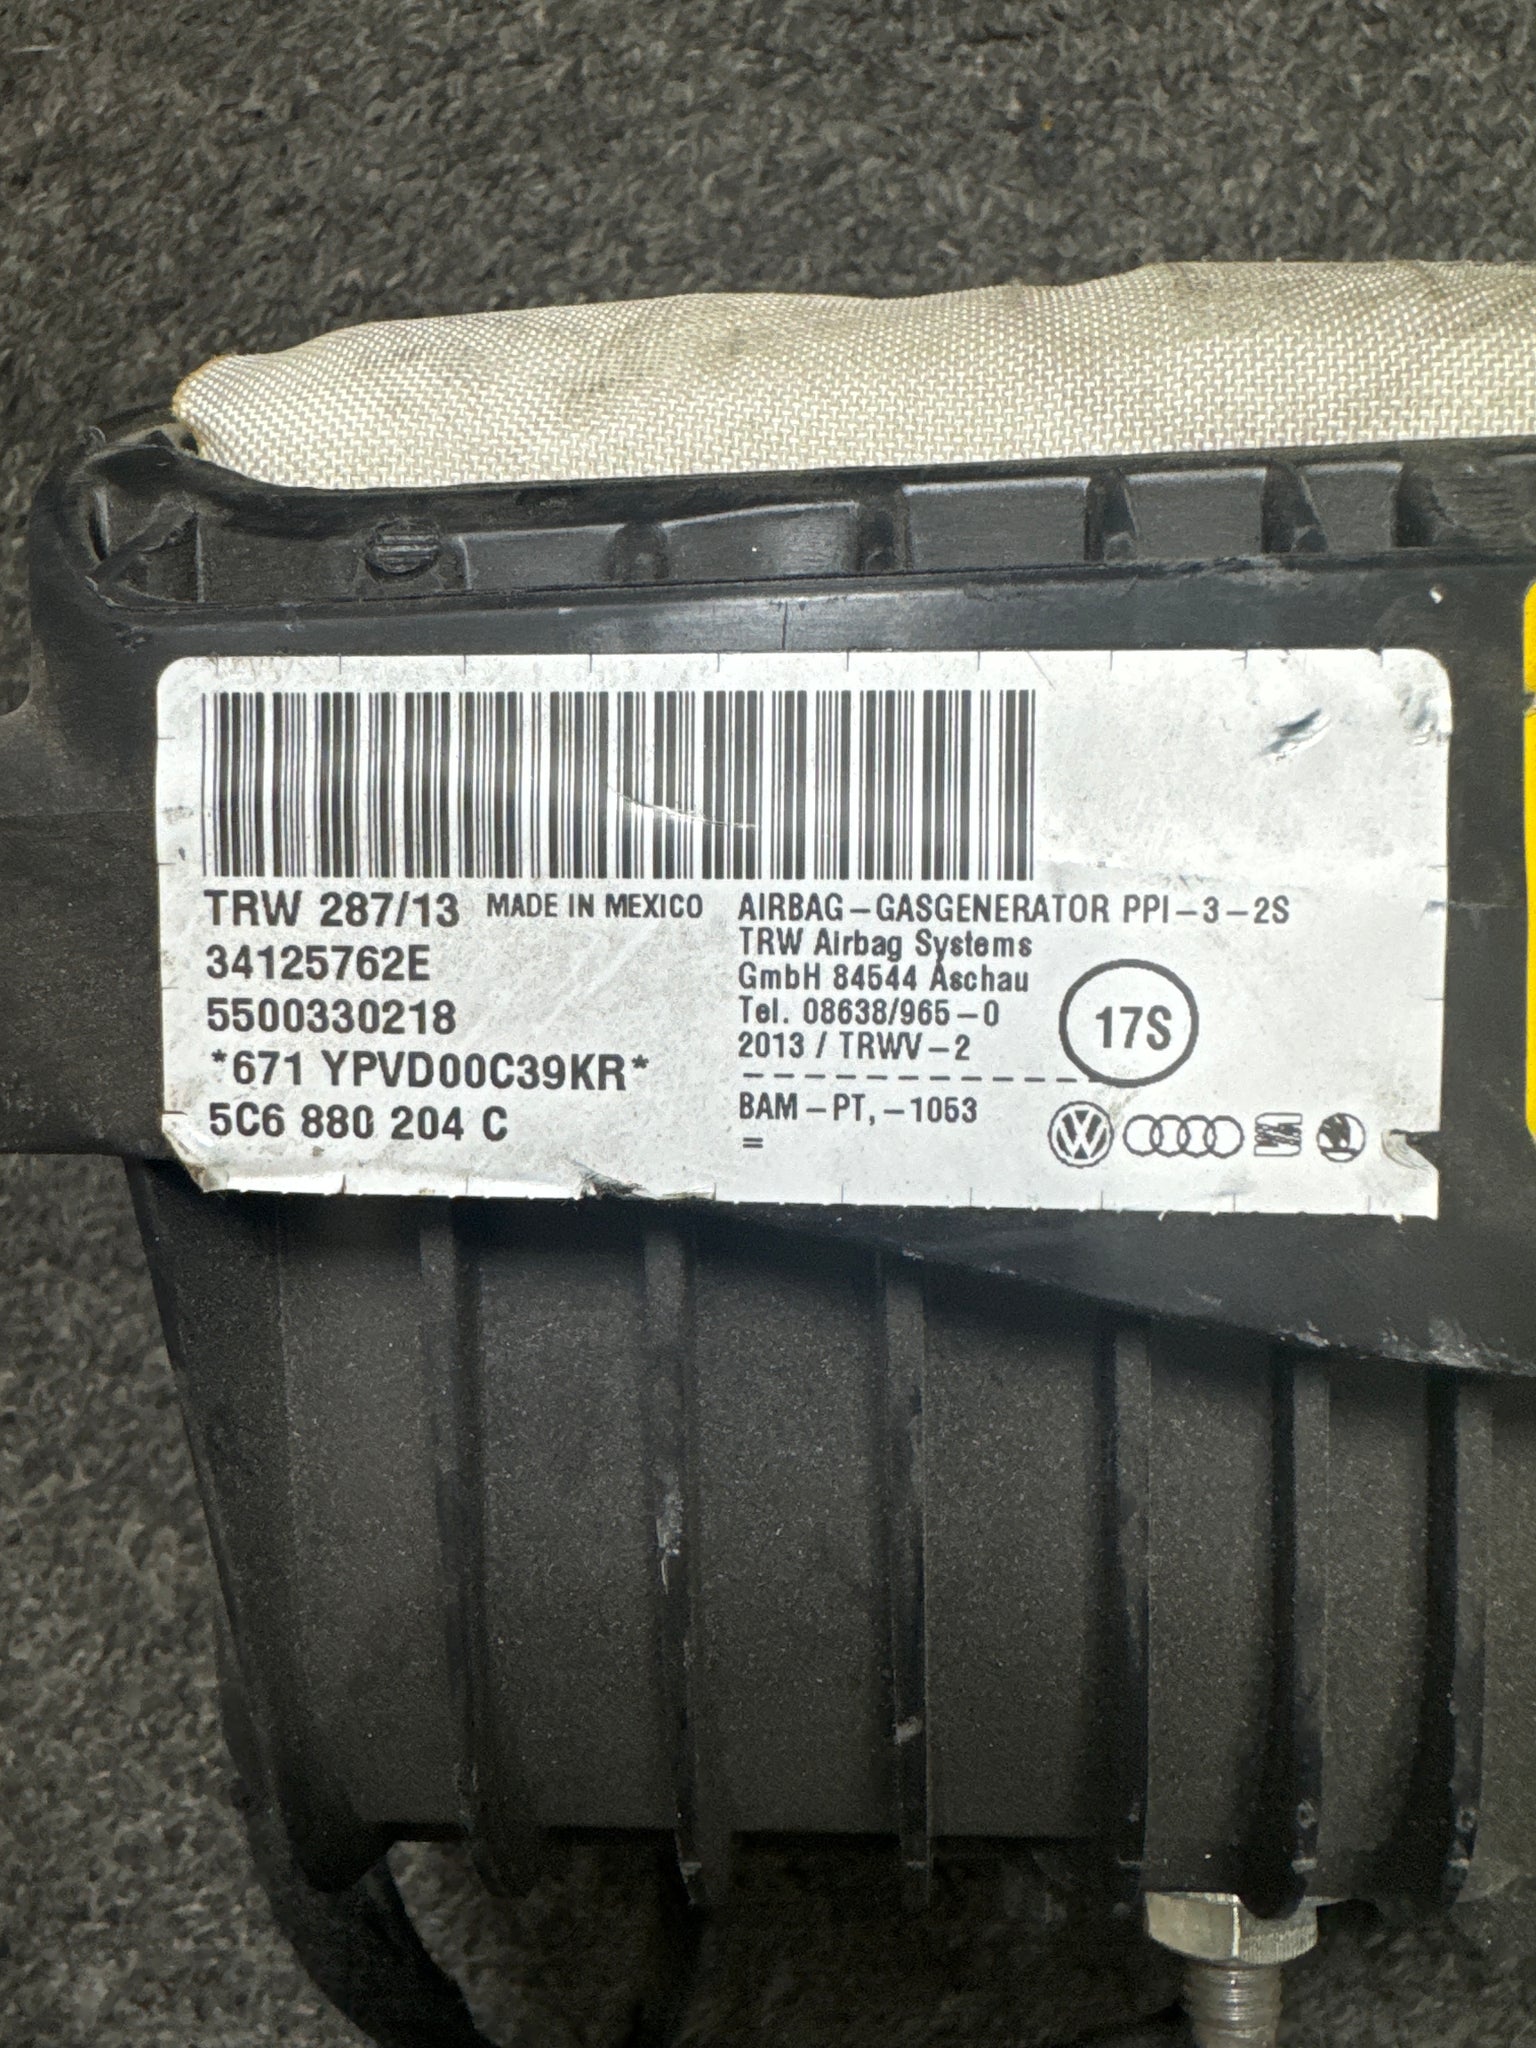 TRW 287/13 MADE IN MEXICO
34125762E
5500330218
*671 YPVD00C39KR*
5C6 880 204 C
AIRBAG-GASGENERATOR PPI-3-2S
TRW Airbag Systems
GmbH 84544 Aschau
Tel. 08638/965-0
2013 / TRWV-2
17S
BAM-PT,-1053
=